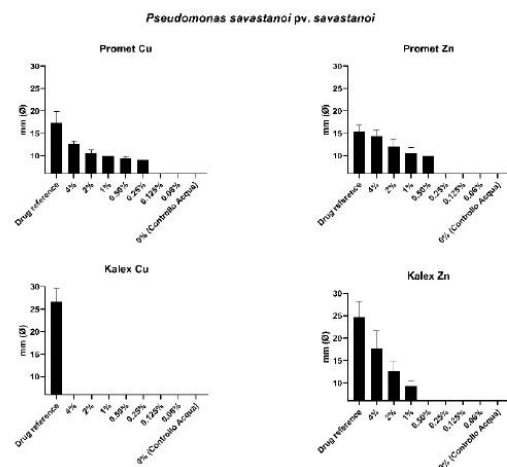 Pseudomonas savastanoi pv. savastanoi
Promet Cu
mm (Ø)
30
25
20
15
10
Drug reference
4%
2%
1%
0.50%
0.25%
0.125%
0.06%
0% (Controllo Acqua)
Promet Zn
mm (Ø)
30
25
20
15
10
Drug reference
4%
2%
1%
0.50%
0.25%
0.125%
0.06%
0% (Controllo Acqua)
Kalex Cu
mm (Ø)
30
25
20
15
10
Drug reference
4%
2%
1%
0.50%
0.25%
0.125%
0.06%
0% (Controllo Acqua)
Kalex Zn
mm (Ø)
30
25
20
15
10
Drug reference
4%
2%
1%
0.50%
0.25%
0.125%
0.06%
0% (Controllo Acqua)